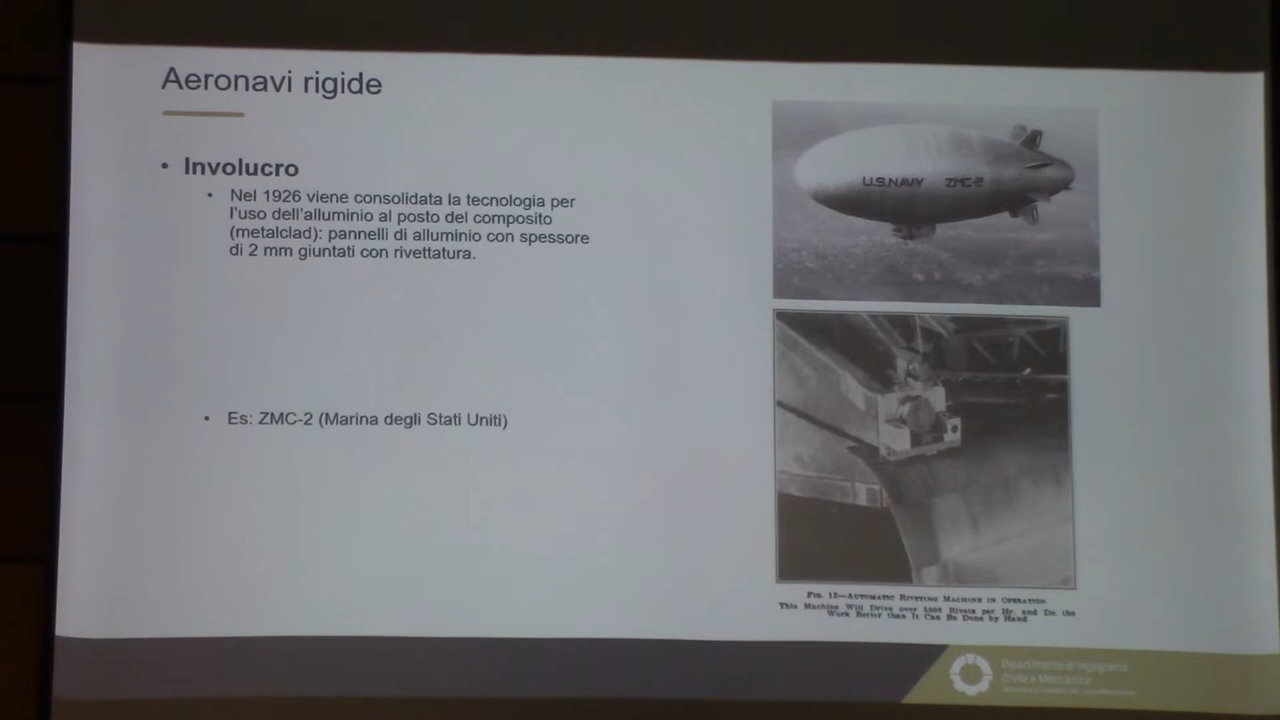 Aeronavi rigide
• Involucro
• Nel 1926 viene consolidata la tecnologia per
l'uso dell'alluminio al posto del composito
(metalclad): pannelli di alluminio con spessore
di 2 mm giuntati con rivettatura.
• Es: ZMC-2 (Marina degli Stati Uniti)
U.S.NAVY ZMC-2
Fig. 12—Automatic Riveting Machine in Operation
This Machine Will Drive over 5000 Rivets per Hr. and Do the
Work Better than It Can Be Done by Hand
Dipartimento di Ingegneria
Civile e Meccanica